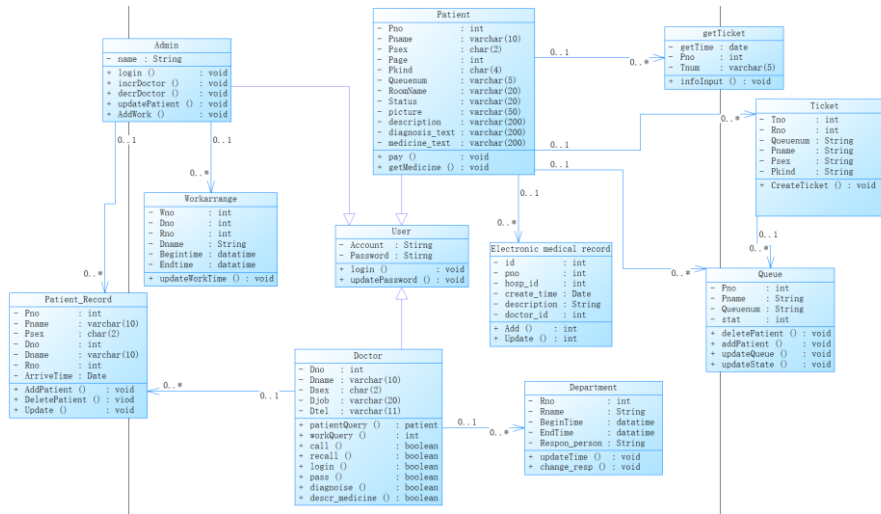 Admin
- name : String
+ login () : void
+ incrDoctor () : void
+ decrDoctor () : void
+ updatePatient () : void
+ AddWork () : void
0..1
0..1
0..*
0..*
Patient
- Pno : int
- Pname : varchar(10)
- Psex : char(2)
- Page : int
- Pkind : char(4)
- Queuenum : varchar(5)
- RoomName : varchar(20)
- Status : varchar(20)
- picture : varchar(50)
- description : varchar(200)
- diagnosis_text : varchar(200)
- medicine_text : varchar(200)
+ pay () : void
+ getMedicine () : void
0..1
0..*
0..1
0..*
0..1
0..*
0..1
0..*
getTicket
- getTime : date
- Pno : int
- Tnum : varchar(5)
+ infoInput () : void
Ticket
- Tno : int
- Rno : int
- Queuenum : String
- Pname : String
- Psex : String
- Pkind : String
+ CreateTicket () : void
0..1
0..*
Workarrange
- Wno : int
- Dno : int
- Rno : int
- Dname : String
- Begintime : datatime
- Endtime : datatime
+ updateWorkTime () : void
User
- Account : Stirng
- Password : Stirng
+ login () : void
+ updatePassword () : void
Electronic medical record
- id : int
- pno : int
- hosp_id : int
- create_time : Date
- description : String
- doctor_id : int
+ Add () : int
+ Update () : int
Queue
- Pno : int
- Pname : String
- Queuenum : String
- stat : int
+ deletePatient () : void
+ addPatient () : void
+ updateQueue () : void
+ updateState () : void
Patient_Record
- Pno : int
- Pname : varchar(10)
- Psex : char(2)
- Dno : int
- Dname : varchar(10)
- Rno : int
- ArriveTime : Date
+ AddPatient () : void
+ DeletePatient () : viod
+ Update () : void
0..*
0..1
Doctor
- Dno : int
- Dname : varchar(10)
- Dsex : char(2)
- Djob : varchar(20)
- Dtel : varchar(11)
+ patientQuery () : patient
+ workQuery () : int
+ call () : boolean
+ recall () : boolean
+ login () : boolean
+ pass () : boolean
+ diagnoise () : boolean
+ descr_medicine () : boolean
0..1
0..*
Department
- Rno : int
- Rname : String
- BeginTime : datatime
- EndTime : datatime
- Respon_person : String
+ updateTime () : void
+ change_resp () : void